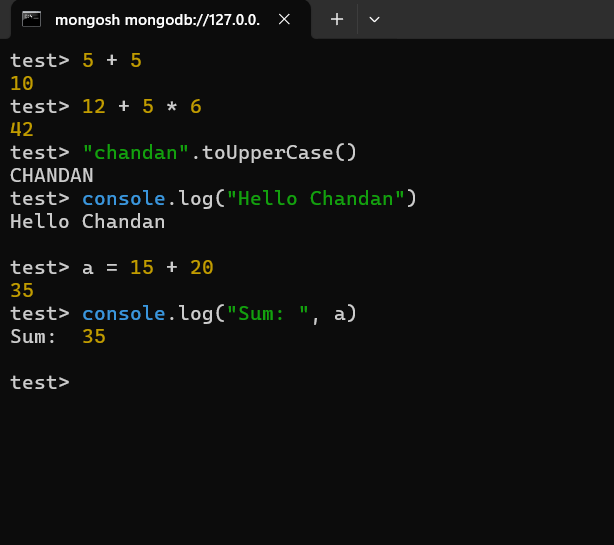 mongosh mongodb://127.0.0.
test> 5 + 5
10
test> 12 + 5 * 6
42
test> "chandan".toUpperCase()
CHANDAN
test> console.log("Hello Chandan")
Hello Chandan
test> a = 15 + 20
35
test> console.log("Sum: ", a)
Sum:  35
test>